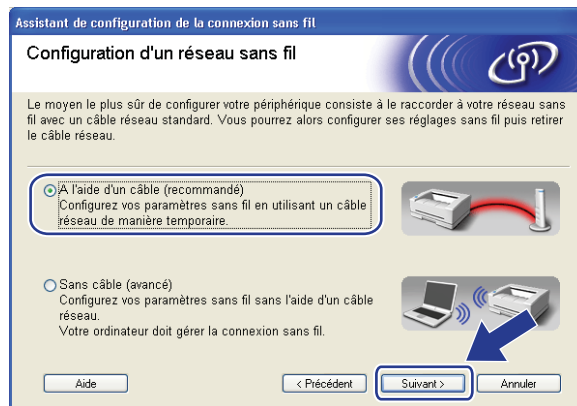 Assistant de configuration de la connexion sans fil
Configuration d'un réseau sans fil
Le moyen le plus sûr de configurer votre périphérique consiste à le raccorder à votre réseau sans
fil avec un câble réseau standard. Vous pourrez alors configurer ses réglages sans fil puis retirer
le câble réseau.
A l'aide d'un câble (recommandé)
Configurez vos paramètres sans fil en utilisant un câble
réseau de manière temporaire.
Sans câble (avancé)
Configurez vos paramètres sans fil sans l'aide d'un câble
réseau.
Votre ordinateur doit gérer la connexion sans fil.
Aide
< Précédent
Suivant >
Annuler